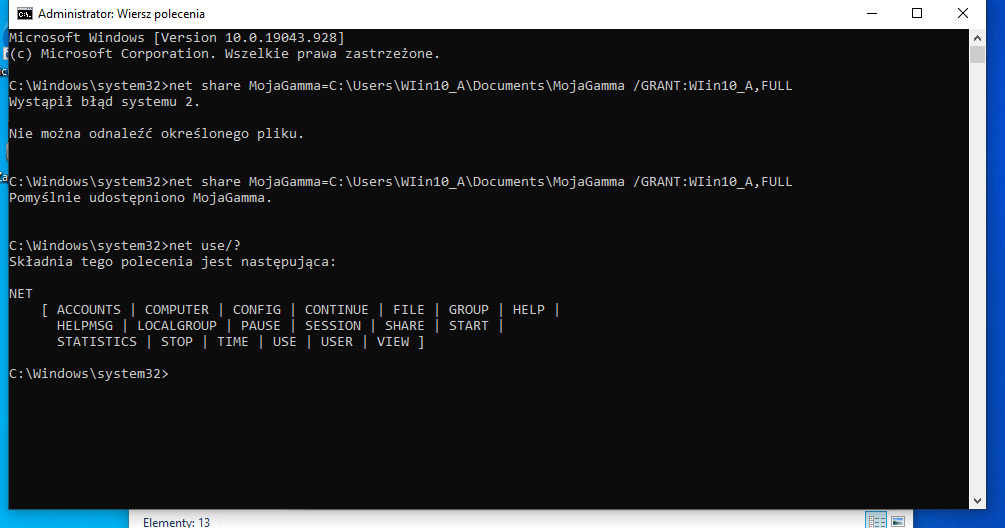 Administrator: Wiersz polecenia
Microsoft Windows [Version 10.0.19043.928]
(c) Microsoft Corporation. Wszelkie prawa zastrzeżone.
C:\Windows\system32>net share MojaGamma=C:\Users\WIin10_A\Documents\MojaGamma /GRANT:WIin10_A,FULL
Wystąpił błąd systemu 2.
Nie można odnaleźć określonego pliku.
C:\Windows\system32>net share MojaGamma=C:\Users\WIin10_A\Documents\MojaGamma /GRANT:WIin10_A,FULL
Pomyślnie udostępniono MojaGamma.
C:\Windows\system32>net use/?
Składnia tego polecenia jest następująca:
NET
[ ACCOUNTS | COMPUTER | CONFIG | CONTINUE | FILE | GROUP | HELP |
HELPMSG | LOCALGROUP | PAUSE | SESSION | SHARE | START |
STATISTICS | STOP | TIME | USE | USER | VIEW ]
C:\Windows\system32>
Elementy: 13